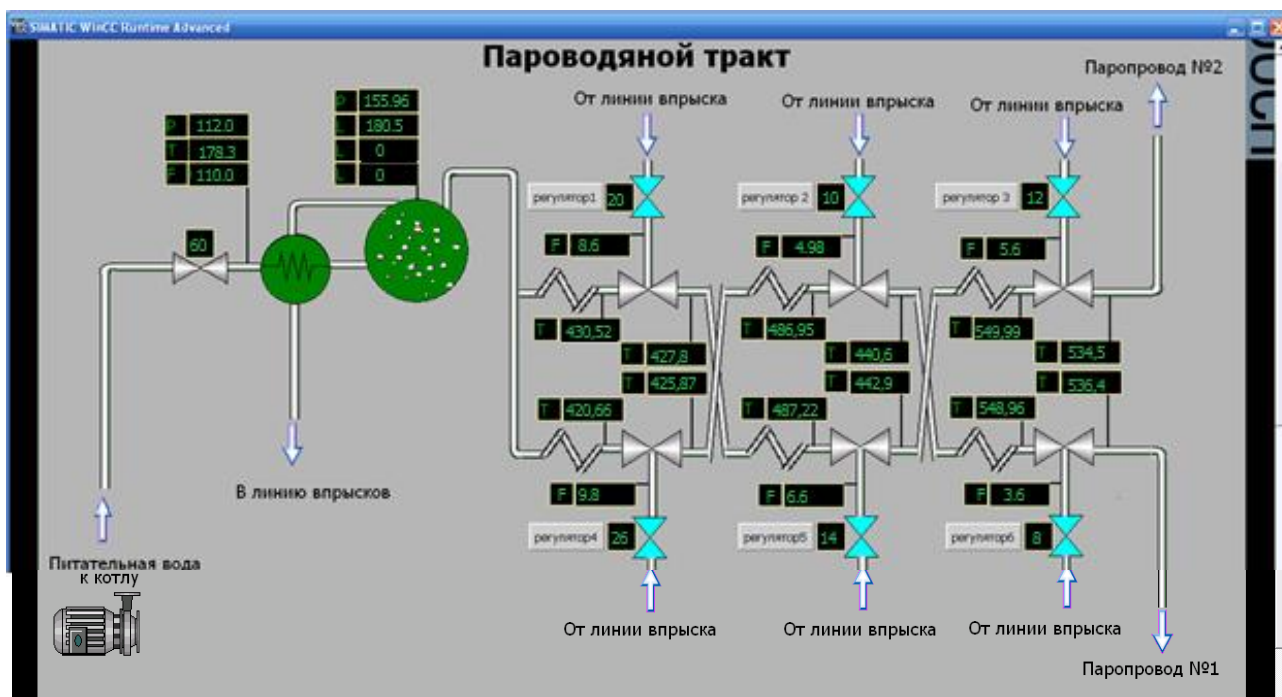 SIMATIC WinCC Runtime Advanced
Пароводяной тракт
Паропровод №2
От линии впрыска
От линии впрыска
От линии впрыска
P 155.96
L 180.5
L 0
L 0
P 112.0
T 178.3
F 110.0
регулятор1 20
регулятор 2 10
регулятор 3 12
60
F 8.6
F 4.98
F 5.6
T 430,52
T 486,95
T 549,99
T 427,8
T 440,6
T 534,5
T 425,87
T 442,9
T 536,4
T 420,66
T 487,22
T 548,96
В линию впрысков
F 9.8
F 6.6
F 3.6
регулятор4 26
регулятор5 14
регулятор6 8
Питательная вода
к котлу
От линии впрыска
От линии впрыска
От линии впрыска
Паропровод №1